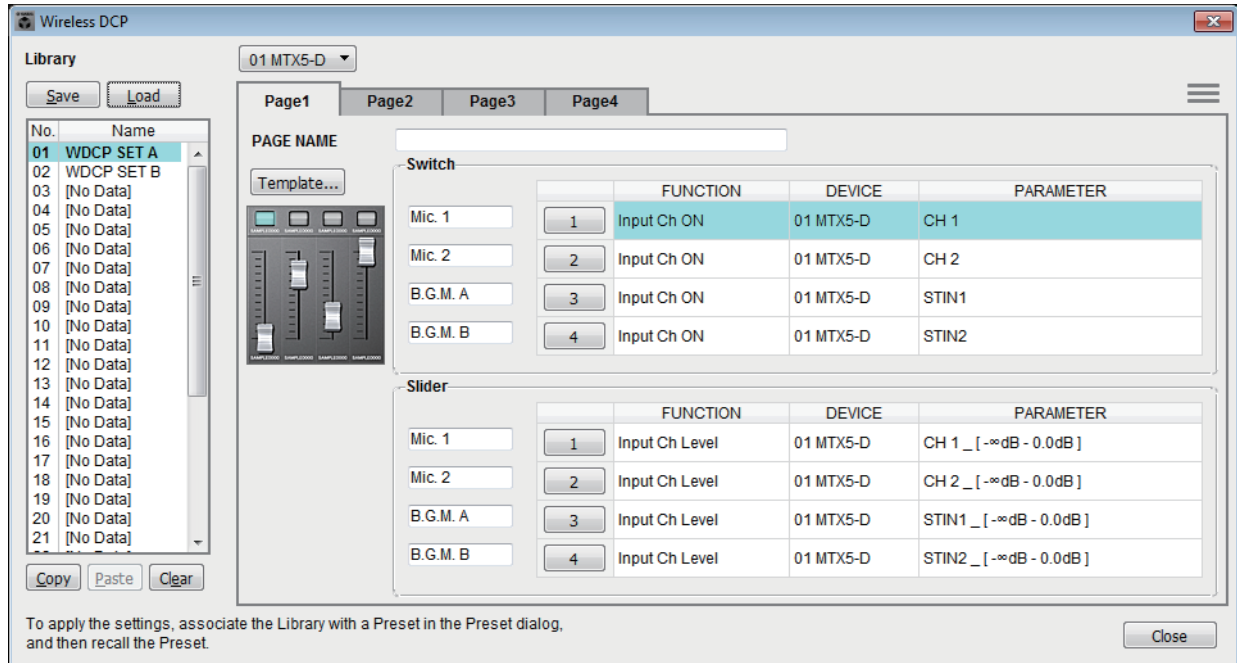 Wireless DCP
Library
01 MTX5-D
Save Load
Page1 Page2 Page3 Page4
No. Name
01 WDCP SET A
02 WDCP SET B
03 [No Data]
04 [No Data]
05 [No Data]
06 [No Data]
07 [No Data]
08 [No Data]
09 [No Data]
10 [No Data]
11 [No Data]
12 [No Data]
13 [No Data]
14 [No Data]
15 [No Data]
16 [No Data]
17 [No Data]
18 [No Data]
19 [No Data]
20 [No Data]
21 [No Data]
Copy Paste Clear
PAGE NAME
Template...
Switch
FUNCTION DEVICE PARAMETER
Mic. 1 1 Input Ch ON 01 MTX5-D CH 1
Mic. 2 2 Input Ch ON 01 MTX5-D CH 2
B.G.M. A 3 Input Ch ON 01 MTX5-D STIN1
B.G.M. B 4 Input Ch ON 01 MTX5-D STIN2
Slider
FUNCTION DEVICE PARAMETER
Mic. 1 1 Input Ch Level 01 MTX5-D CH 1 _ [ -∞dB - 0.0dB ]
Mic. 2 2 Input Ch Level 01 MTX5-D CH 2 _ [ -∞dB - 0.0dB ]
B.G.M. A 3 Input Ch Level 01 MTX5-D STIN1 _ [ -∞dB - 0.0dB ]
B.G.M. B 4 Input Ch Level 01 MTX5-D STIN2 _ [ -∞dB - 0.0dB ]
To apply the settings, associate the Library with a Preset in the Preset dialog,
and then recall the Preset.
Close